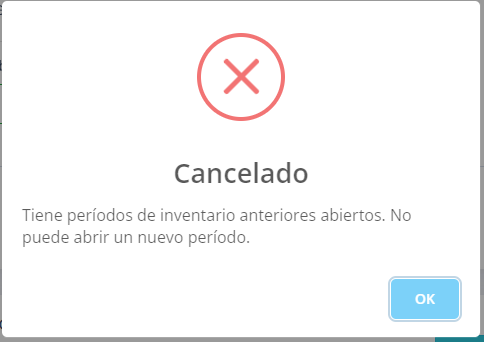 Cancelado
Tiene períodos de inventario anteriores abiertos. No
puede abrir un nuevo período.
OK